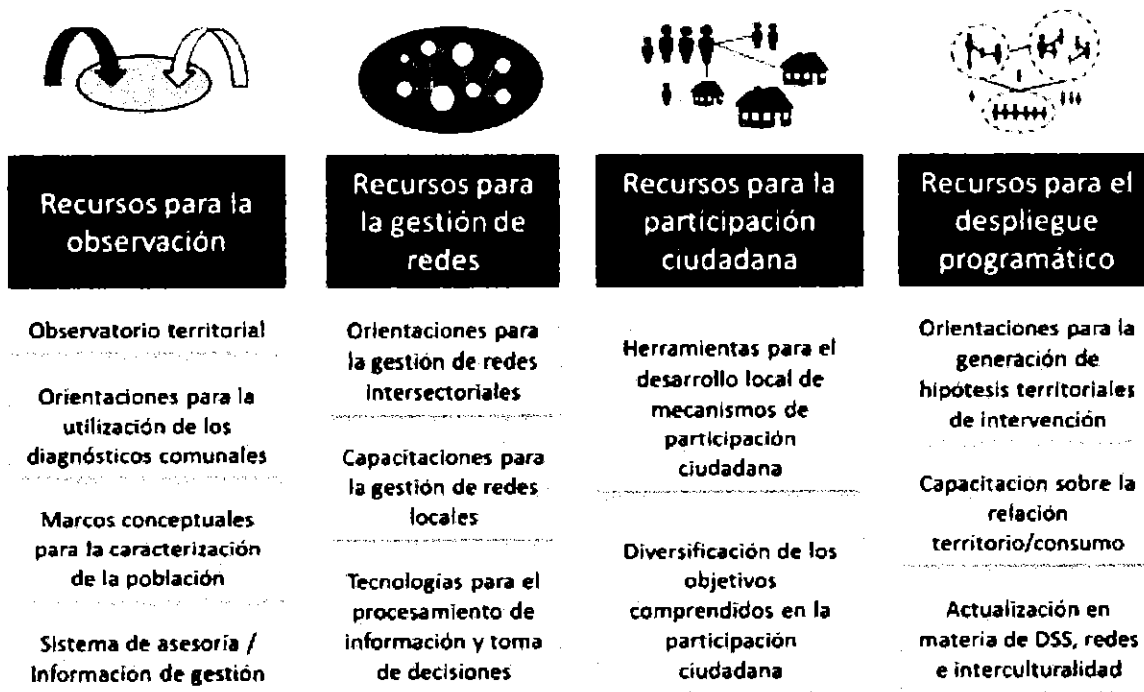 Recursos para la
observación
Observatorio territorial
Orientaciones para la
utilización de los
diagnósticos comunales
Marcos conceptuales
para la caracterización
de la población
Sistema de asesoría /
Información de gestión
Recursos para
la gestión de
redes
Orientaciones para
la gestión de redes
intersectoriales
Capacitaciones para
la gestión de redes
locales
Tecnologías para el
procesamiento de
información y toma
de decisiones
Recursos para la
participación
ciudadana
Herramientas para el
desarrollo local de
mecanismos de
participación
ciudadana
Diversificación de los
objetivos
comprendidos en la
participación
ciudadana
Recursos para el
despliegue
programático
Orientaciones para la
generación de
hipótesis territoriales
de intervención
Capacitacion sobre la
relación
territorio/consumo
Actualización en
materia de DSS, redes
e interculturalidad